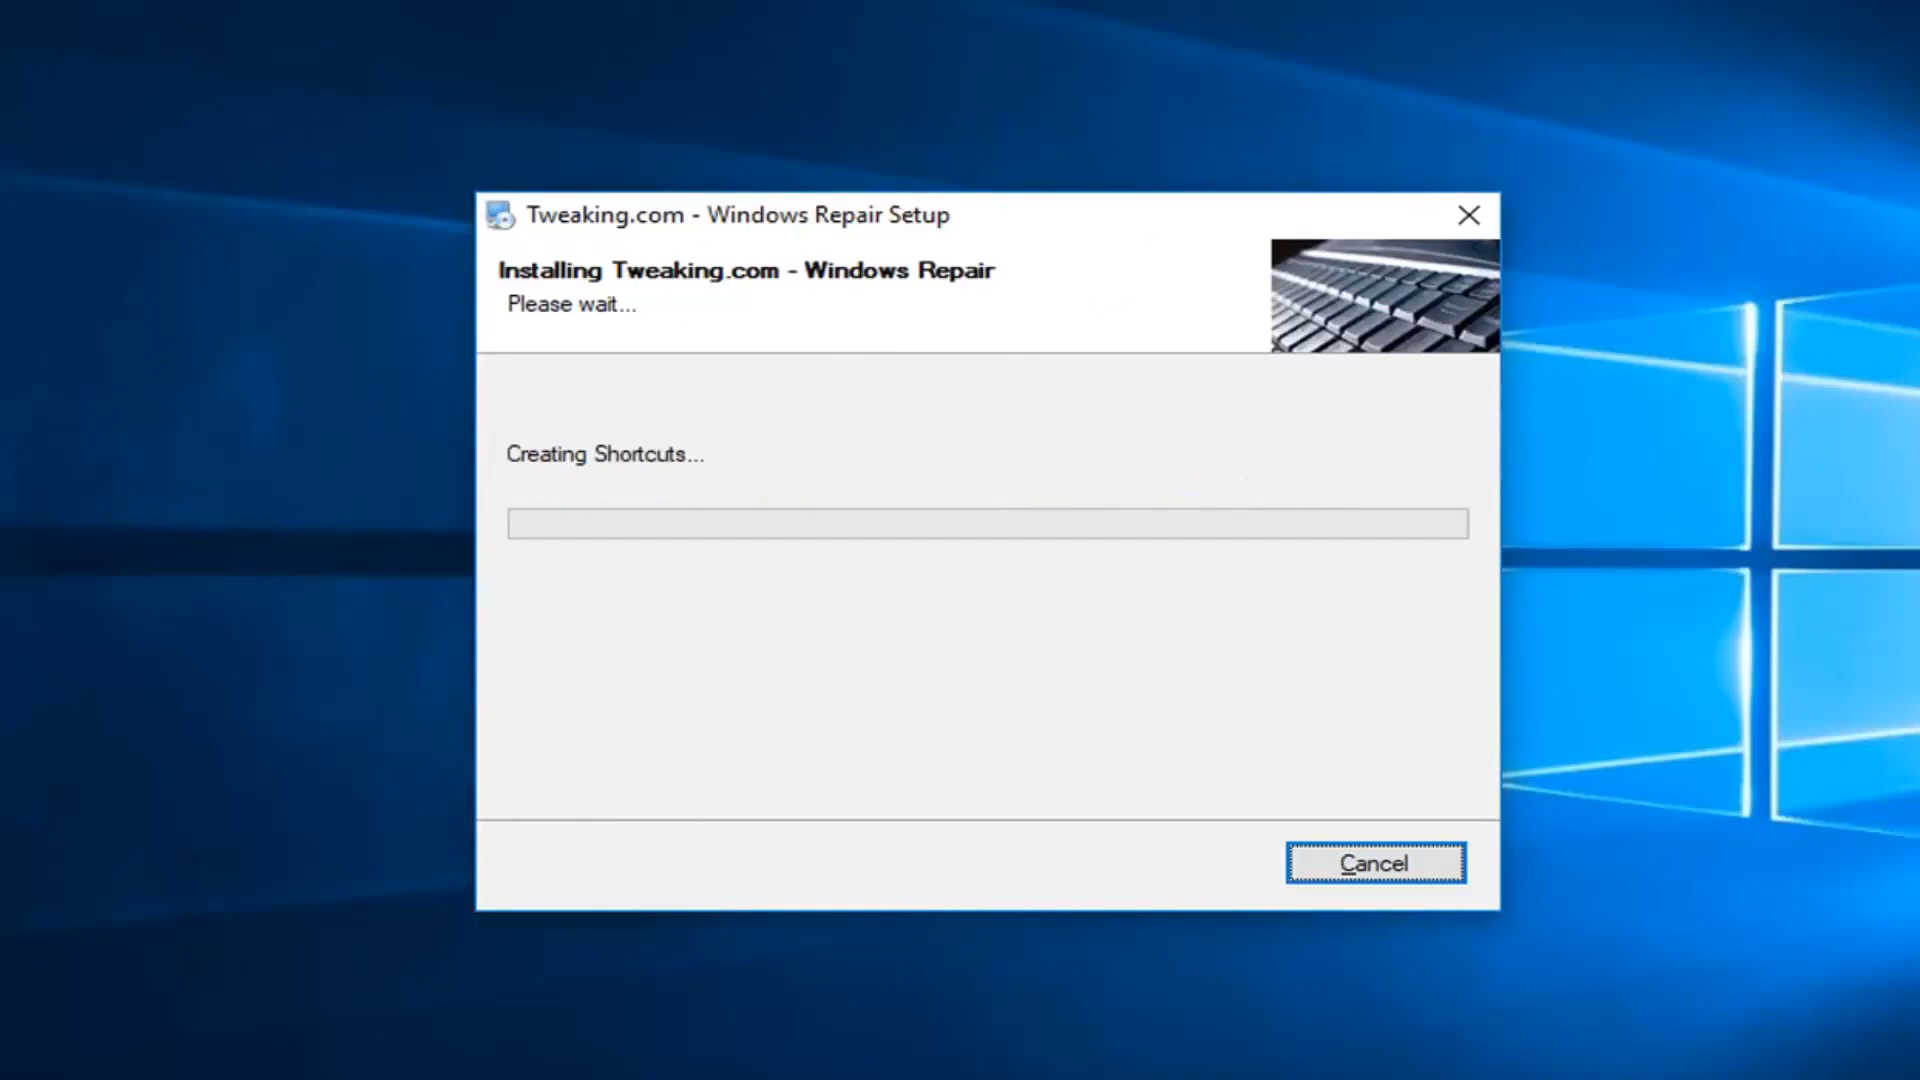 Tweaking.com - Windows Repair Setup
Installing Tweaking.com - Windows Repair
Please wait...
Creating Shortcuts...
Cancel